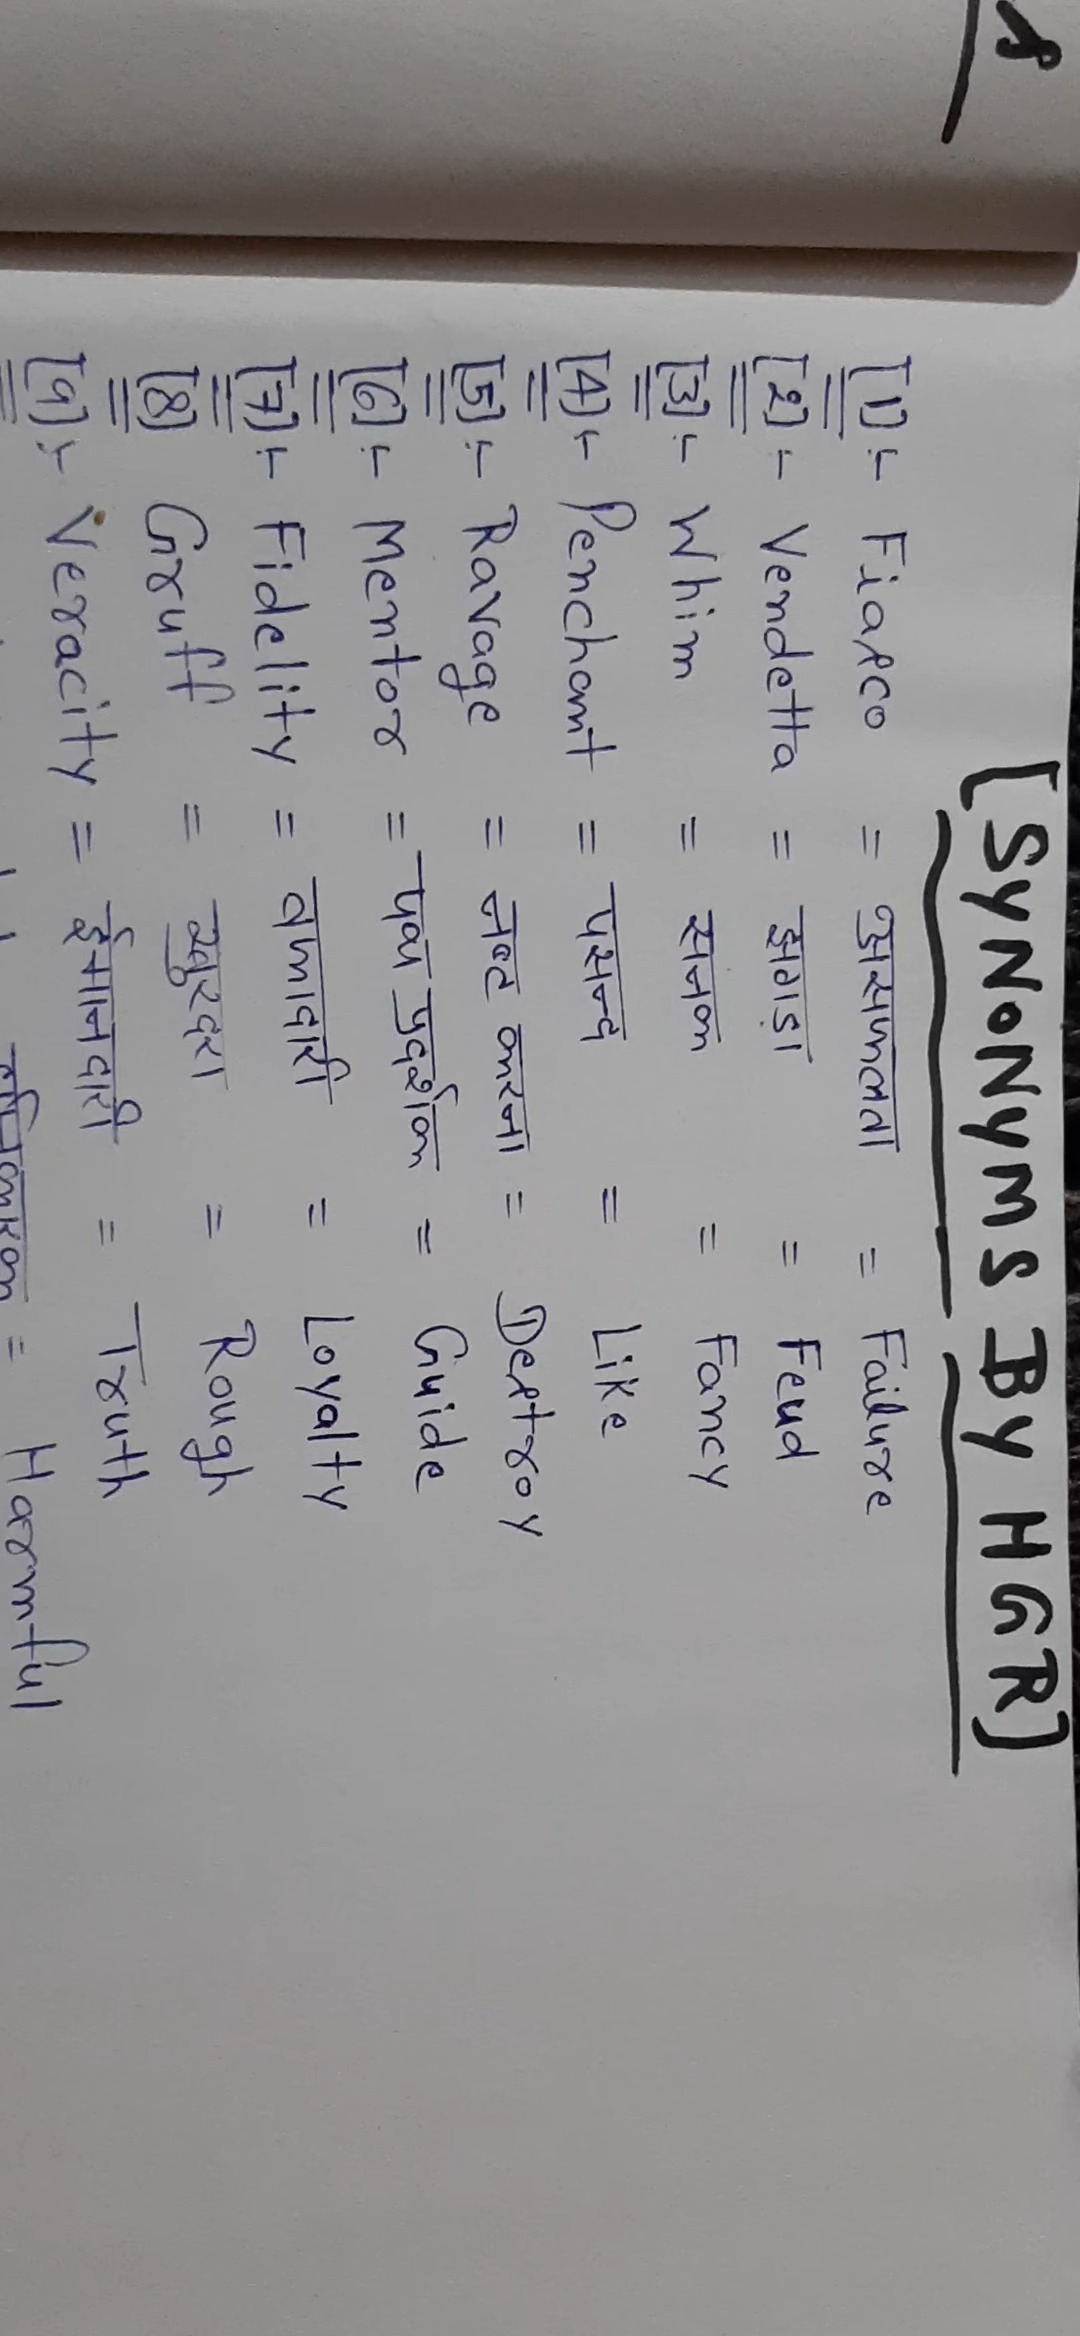 [SYNONYMS BY HGR]
[1]:- Fiasco = असफलता = Failure
[2]:- Vendetta = झगड़ा = Feud
[3]:- Whim = सनक = Fancy
[4]:- Penchant = पसन्द = Like
[5]:- Ravage = नष्ट करना = Destroy
[6]:- Mentor = पथ प्रदर्शक = Guide
[7]:- Fidelity = वफादारी = Loyalty
[8] Gruff = खुरदरा = Rough
[9]:- Veracity = ईमानदारी = Truth
= Harmful